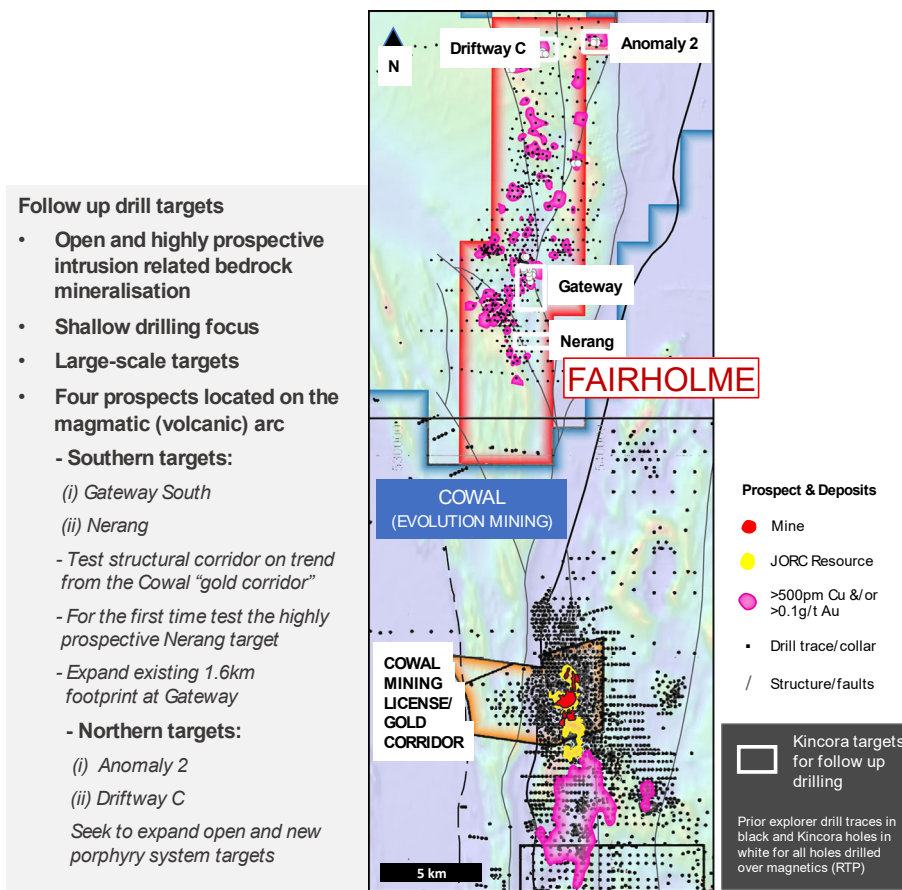 Follow up drill targets
• Open and highly prospective
intrusion related bedrock
mineralisation
• Shallow drilling focus
• Large-scale targets
• Four prospects located on the
magmatic (volcanic) arc
- Southern targets:
(i) Gateway South
(ii) Nerang
- Test structural corridor on trend
from the Cowal “gold corridor”
- For the first time test the highly
prospective Nerang target
- Expand existing 1.6km
footprint at Gateway
- Northern targets:
(i) Anomaly 2
(ii) Driftway C
Seek to expand open and new
porphyry system targets
N
Driftway C
Anomaly 2
Gateway
Nerang
FAIRHOLME
COWAL
(EVOLUTION MINING)
COWAL
MINING
LICENSE/
GOLD
CORRIDOR
5 km
Prospect & Deposits
Mine
JORC Resource
>500pm Cu &/or
>0.1g/t Au
Drill trace/collar
Structure/faults
Kincora targets
for follow up
drilling
Prior explorer drill traces in
black and Kincora holes in
white for all holes drilled
over magnetics (RTP)